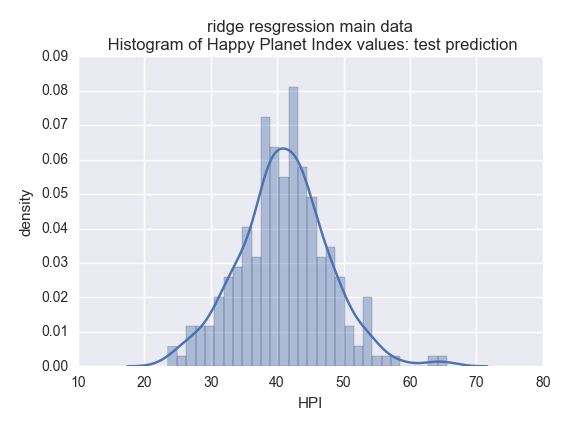 ridge resgression main data
Histogram of Happy Planet Index values: test prediction
0.09
0.08
0.07
0.06
0.05
0.04
0.03
0.02
0.01
0.00
density
10 20 30 40 50 60 70 80
HPI